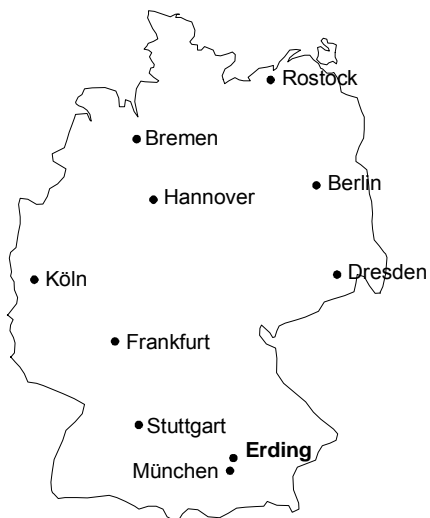 Rostock
Bremen
Berlin
Hannover
Dresden
Köln
Frankfurt
Stuttgart
Erding
München